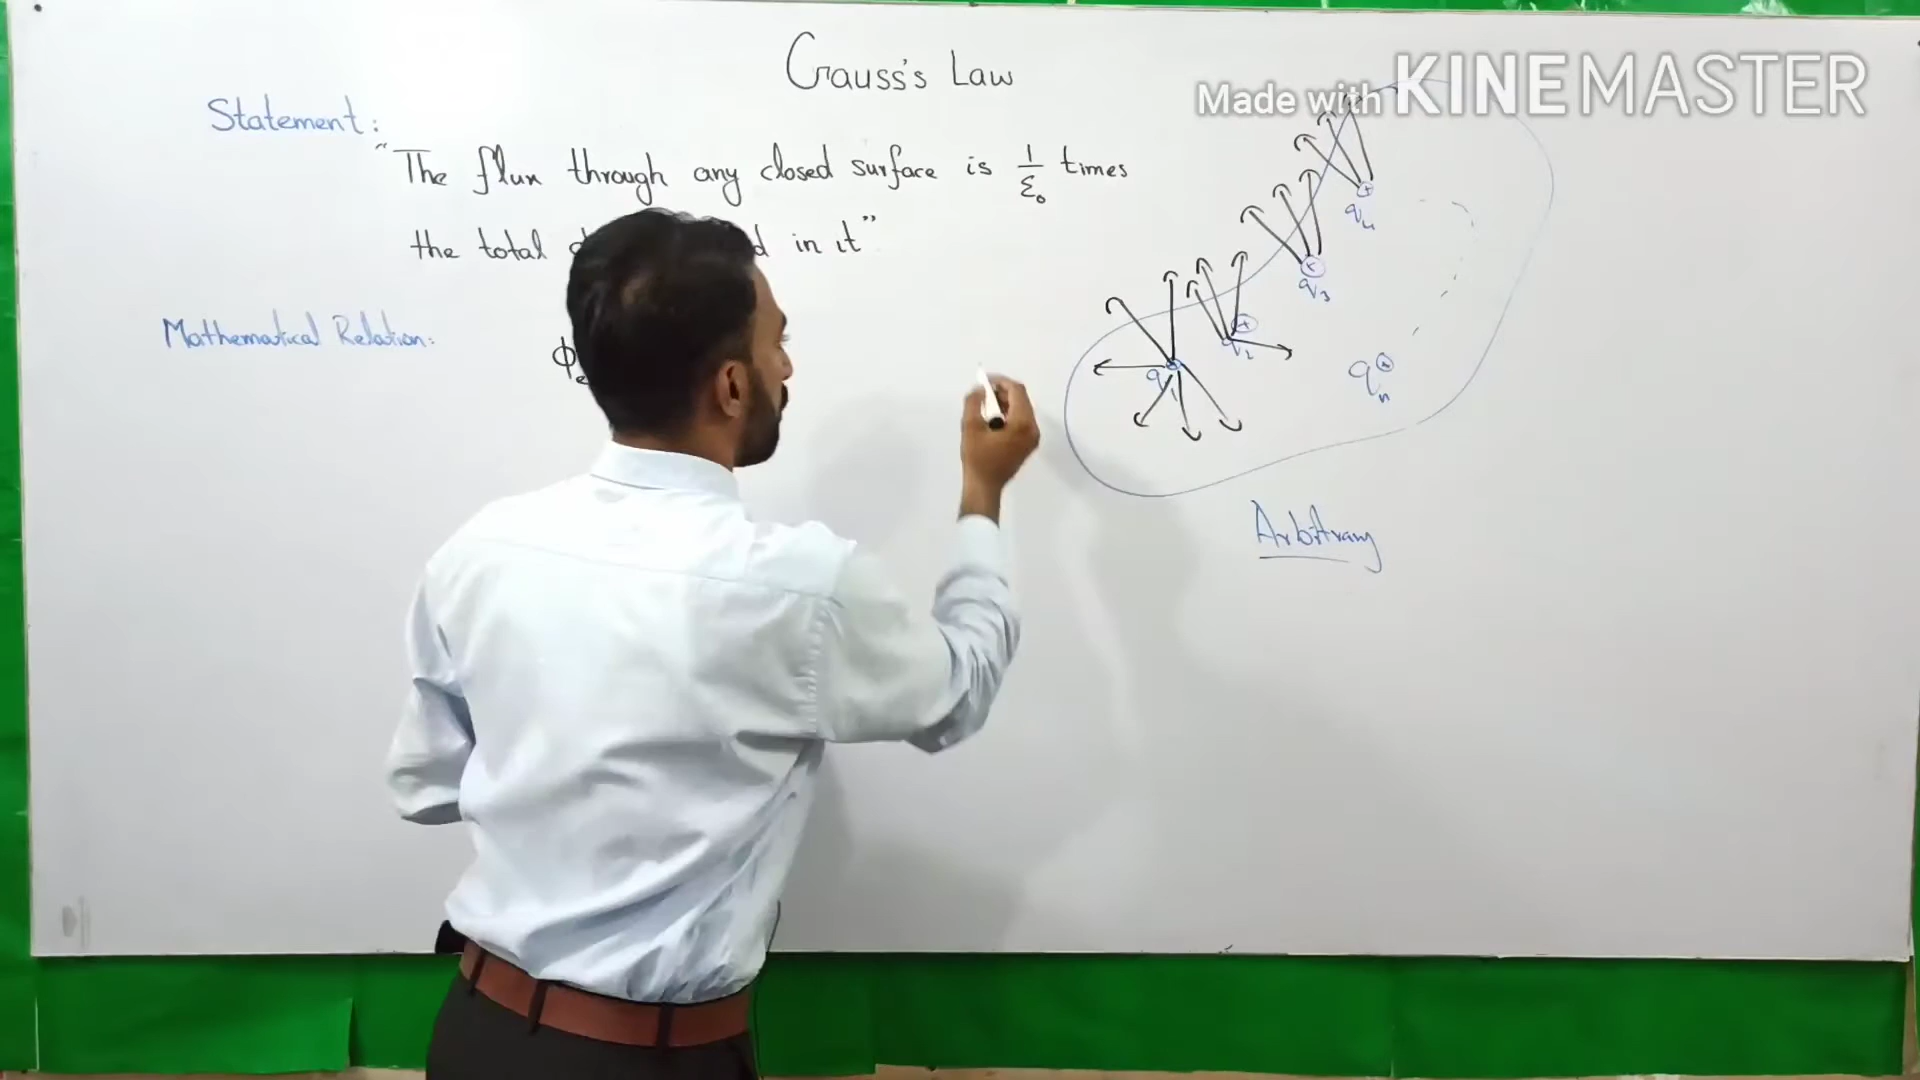 Gauss's Law
Made with KINEMASTER
Statement:
"The flux through any closed surface is 1/ε₀ times
the total in it"
Mathematical Relation:
ϕₑ
q₄
q₃
q₂
q₁
qₙ
Arbitrary